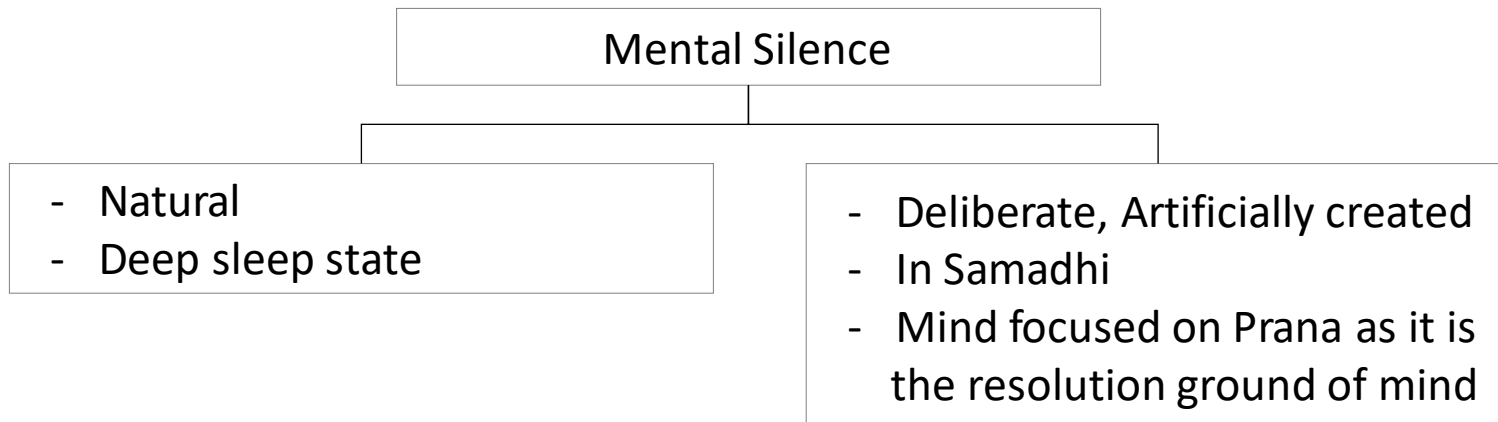 Mental Silence
- Natural
- Deep sleep state
- Deliberate, Artificially created
- In Samadhi
- Mind focused on Prana as it is
the resolution ground of mind